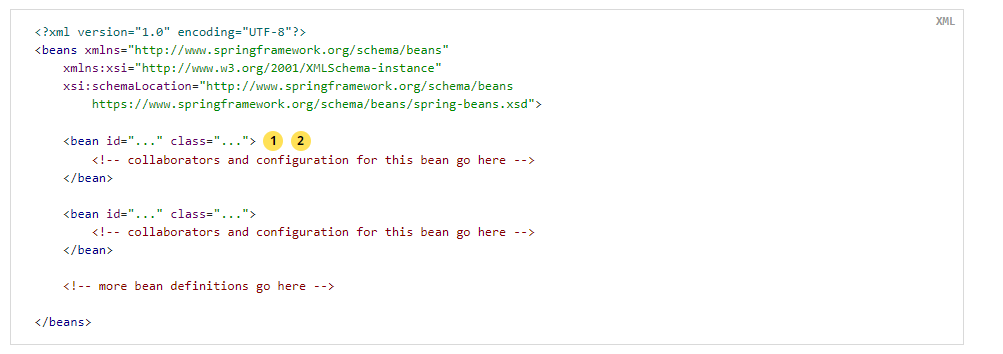 XML
<?xml version="1.0" encoding="UTF-8"?>
<beans xmlns="http://www.springframework.org/schema/beans"
    xmlns:xsi="http://www.w3.org/2001/XMLSchema-instance"
    xsi:schemaLocation="http://www.springframework.org/schema/beans
        https://www.springframework.org/schema/beans/spring-beans.xsd">
    <bean id="..." class="..."> 1 2
        <!-- collaborators and configuration for this bean go here -->
    </bean>
    <bean id="..." class="...">
        <!-- collaborators and configuration for this bean go here -->
    </bean>
    <!-- more bean definitions go here -->
</beans>